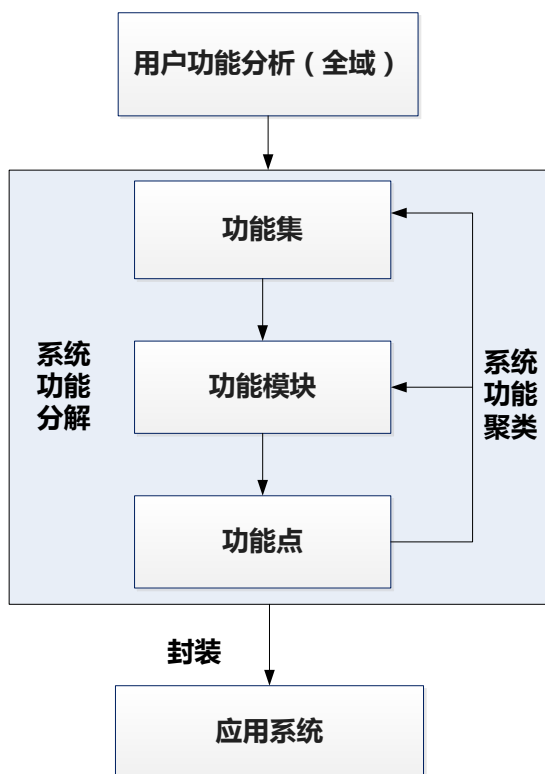 用户功能分析（全域）
功能集
系统
功能
分解
功能模块
系统
功能
聚类
功能点
封装
应用系统